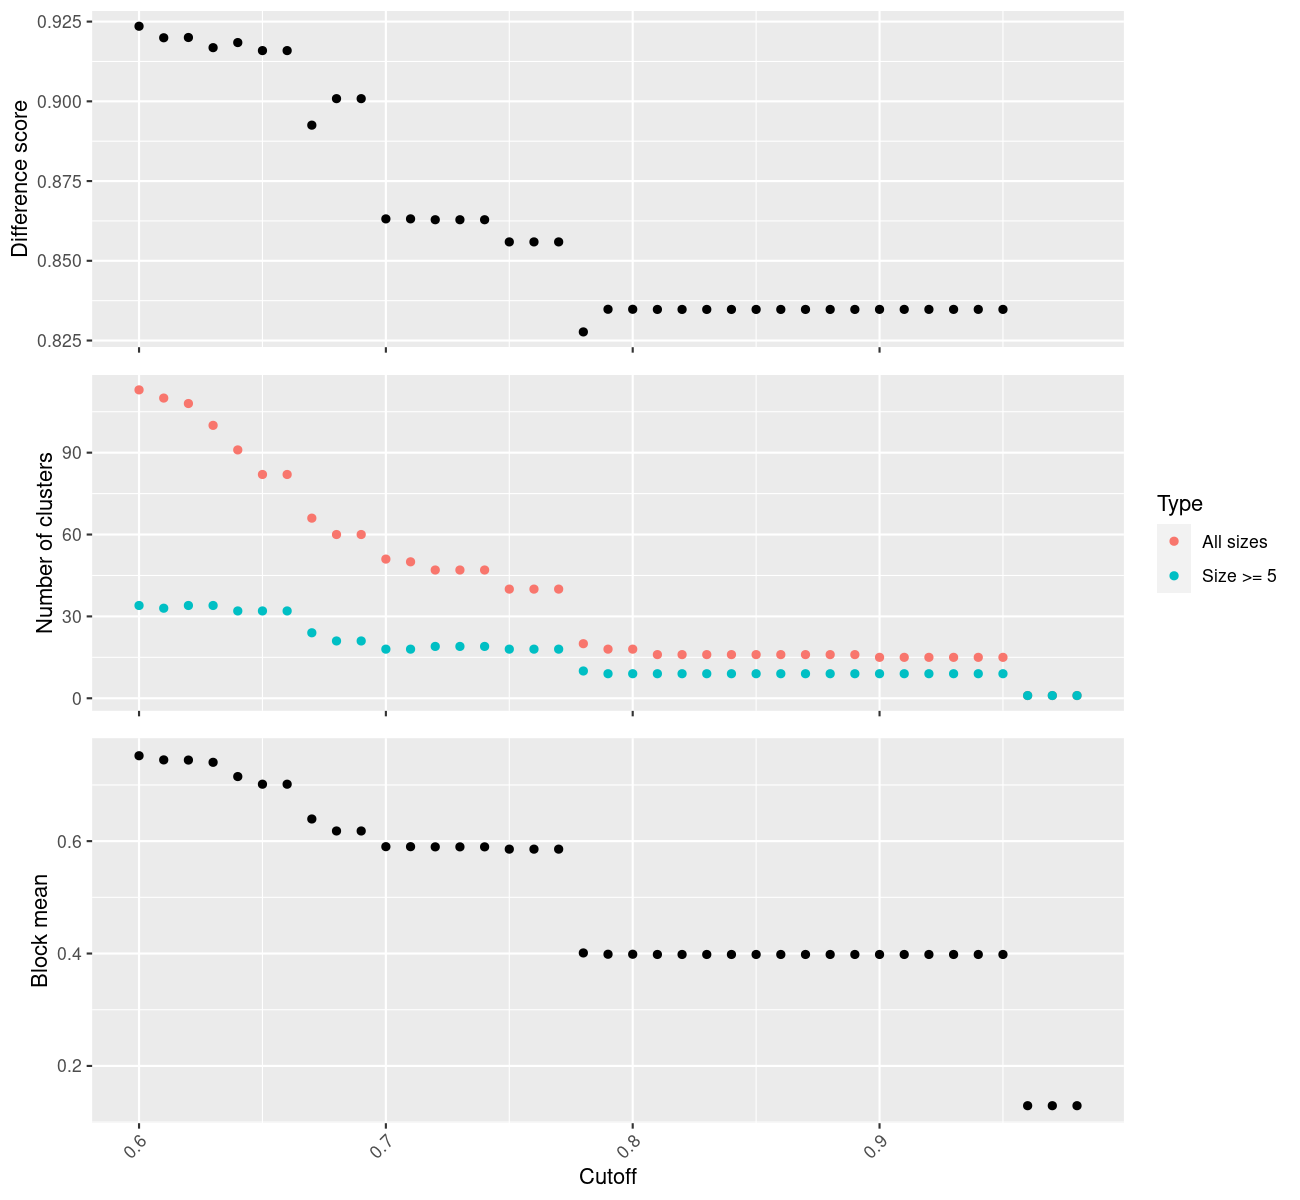 Difference score
0.925
0.900
0.875
0.850
0.825
Number of clusters
90
60
30
0
Type
All sizes
Size >= 5
Block mean
0.6
0.4
0.2
0.6
0.7
0.8
0.9
Cutoff